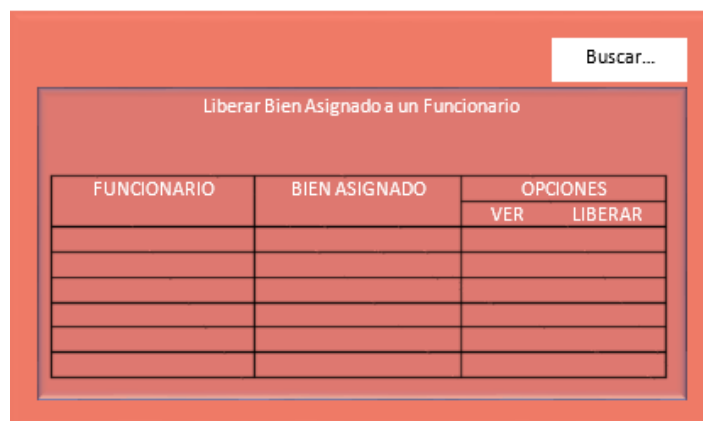 Buscar...
Liberar Bien Asignado a un Funcionario
FUNCIONARIO BIEN ASIGNADO OPCIONES
VER LIBERAR